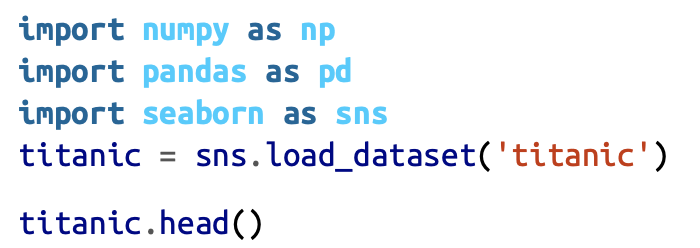 import numpy as np
import pandas as pd
import seaborn as sns
titanic = sns.load_dataset('titanic')
titanic.head()